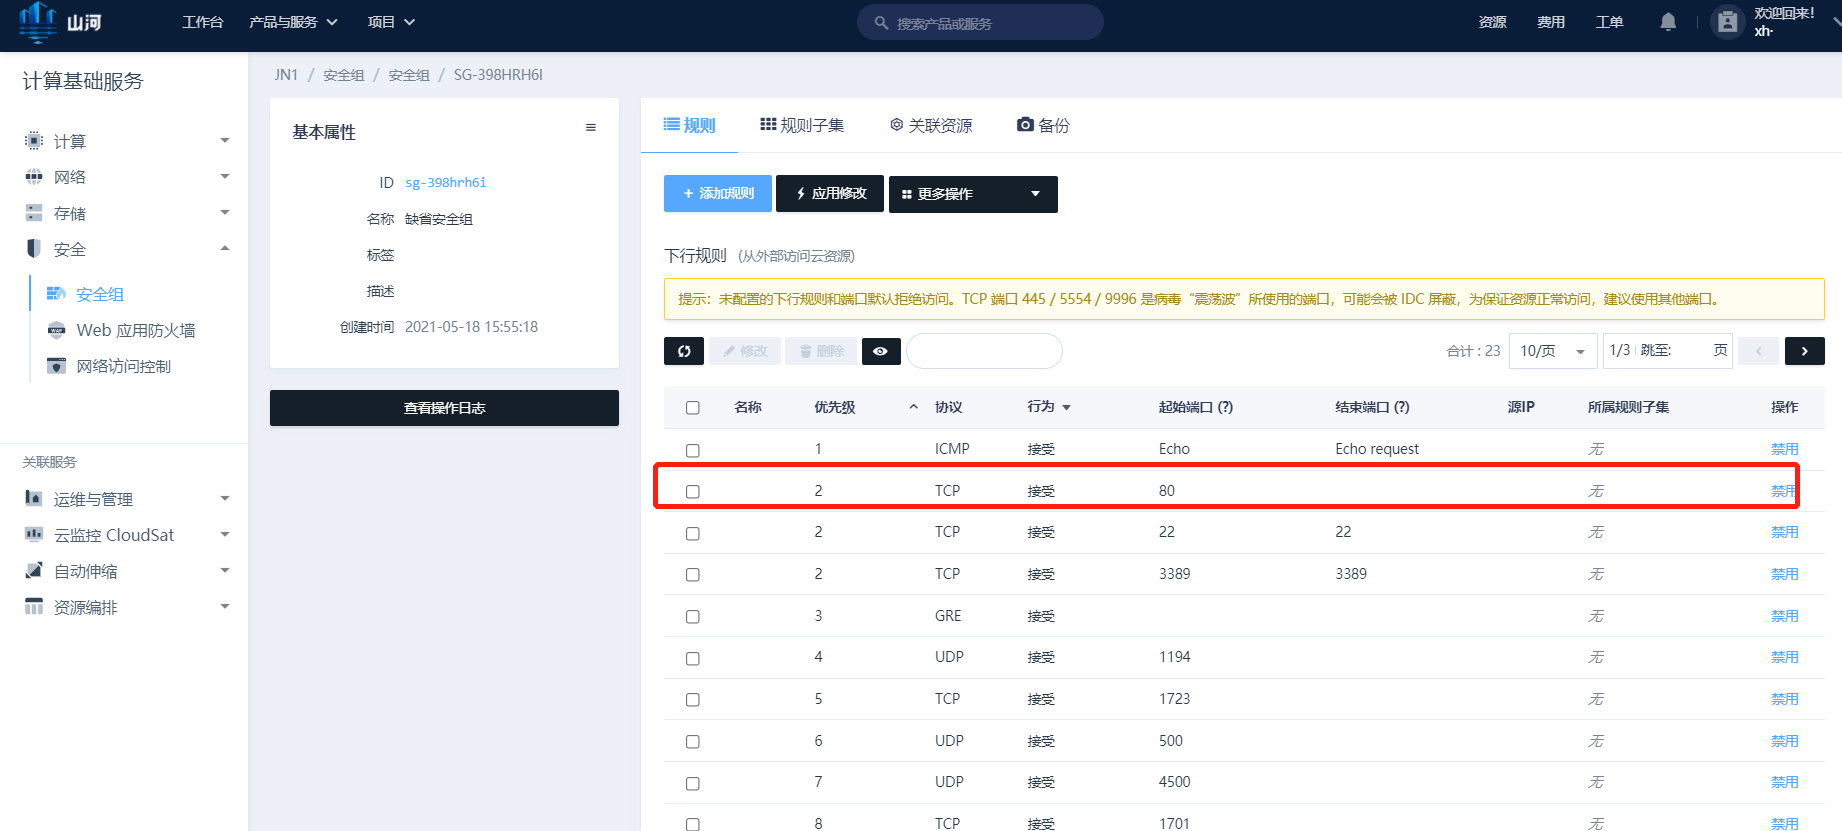 山河 工作台 产品与服务 项目 搜索产品或服务 资源 费用 工单 欢迎回来!
xh·
计算基础服务
计算
网络
存储
安全
安全组
Web 应用防火墙
网络访问控制
关联服务
运维与管理
云监控 CloudSat
自动伸缩
资源编排
JN1 / 安全组 / 安全组 / SG-398HRH6I
基本属性
ID sg-398hrh6i
名称 缺省安全组
标签
描述
创建时间 2021-05-18 15:55:18
查看操作日志
规则 规则子集 关联资源 备份
+ 添加规则 应用修改 更多操作
下行规则 (从外部访问云资源)
提示：未配置的下行规则和端口默认拒绝访问。TCP 端口 445 / 5554 / 9996 是病毒“震荡波”所使用的端口，可能会被 IDC 屏蔽，为保证资源正常访问，建议使用其他端口。
修改 删除 合计 : 23 10/页 1/3 跳至: 页
名称 优先级 协议 行为 起始端口 (?) 结束端口 (?) 源IP 所属规则子集 操作
1 ICMP 接受 Echo Echo request 无 禁用
2 TCP 接受 80 无 禁用
2 TCP 接受 22 22 无 禁用
2 TCP 接受 3389 3389 无 禁用
3 GRE 接受 无 禁用
4 UDP 接受 1194 无 禁用
5 TCP 接受 1723 无 禁用
6 UDP 接受 500 无 禁用
7 UDP 接受 4500 无 禁用
8 TCP 接受 1701 无 禁用